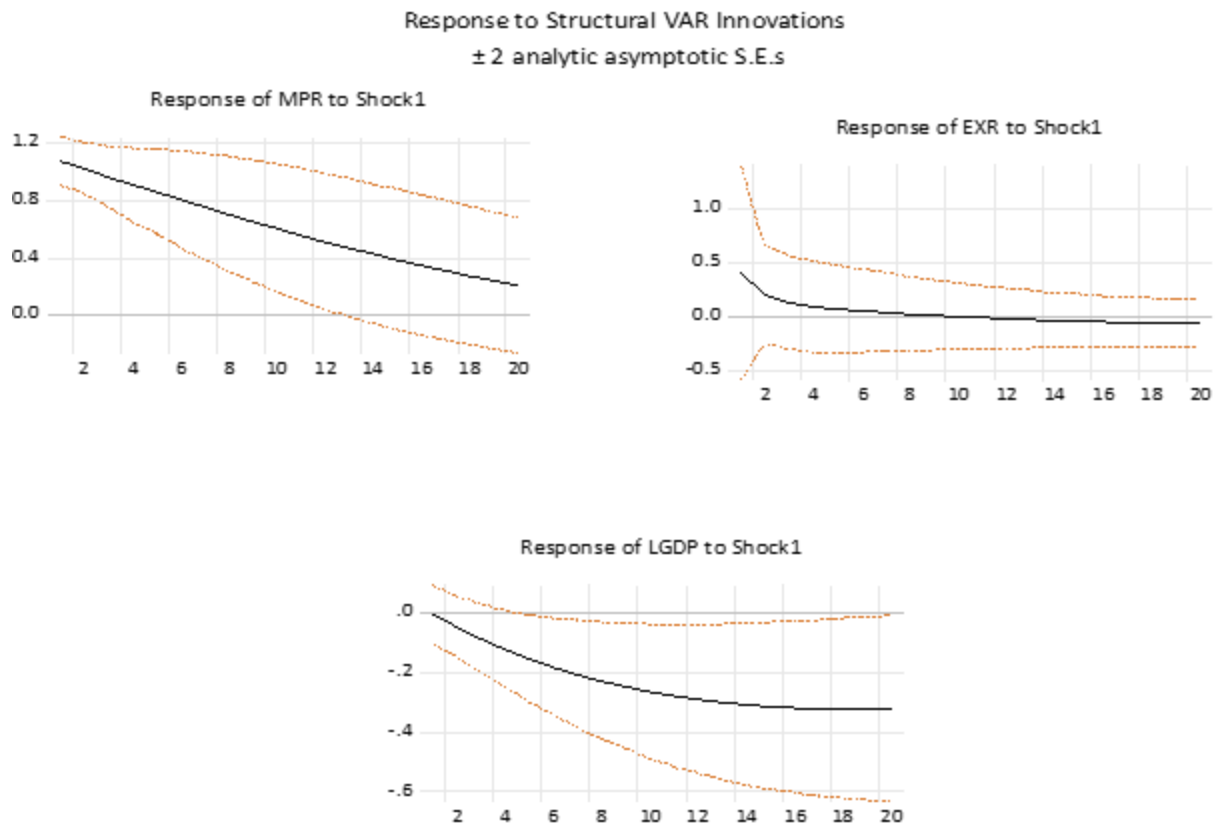 Response to Structural VAR Innovations
± 2 analytic asymptotic S.E.s
Response of MPR to Shock1
1.2
0.8
0.4
0.0
2 4 6 8 10 12 14 16 18 20
Response of EXR to Shock1
1.0
0.5
0.0
-0.5
2 4 6 8 10 12 14 16 18 20
Response of LGDP to Shock1
.0
-.2
-.4
-.6
2 4 6 8 10 12 14 16 18 20